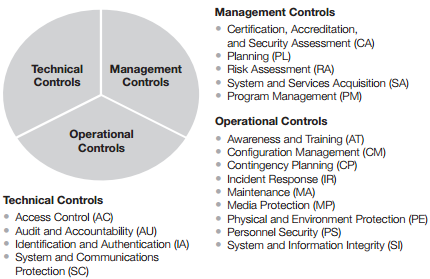 Technical
Controls
Management
Controls
Operational
Controls
Management Controls
• Certification, Accreditation,
and Security Assessment (CA)
• Planning (PL)
• Risk Assessment (RA)
• System and Services Acquisition (SA)
• Program Management (PM)
Operational Controls
• Awareness and Training (AT)
• Configuration Management (CM)
• Contingency Planning (CP)
• Incident Response (IR)
• Maintenance (MA)
• Media Protection (MP)
• Physical and Environment Protection (PE)
• Personnel Security (PS)
• System and Information Integrity (SI)
Technical Controls
• Access Control (AC)
• Audit and Accountability (AU)
• Identification and Authentication (IA)
• System and Communications
Protection (SC)